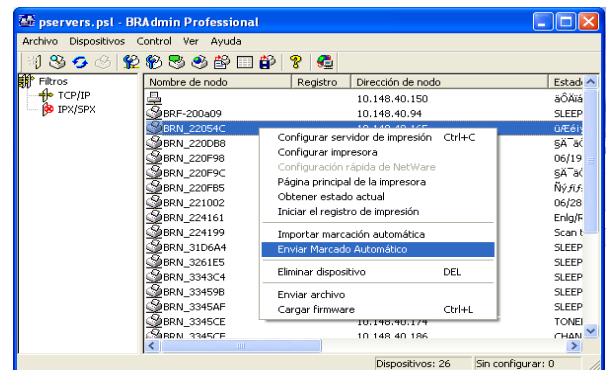 pservers.psl - BRAdmin Professional
Archivo Dispositivos Control Ver Ayuda
Filtros
TCP/IP
IPX/SPX
Nombre de nodo Registro Dirección de nodo Estad
10.148.40.150
BRF-200a09 10.148.40.94 SLEEP
BRN_22054C
BRN_220DB8
BRN_220F98 06/19
BRN_220F9C
BRN_220FB5
BRN_221002 06/28
BRN_224161 Enlg/F
BRN_224199 Scan t
BRN_31D6A4 SLEEP
BRN_3261E5 SLEEP
BRN_3343C4 SLEEP
BRN_33459B SLEEP
BRN_3345AF SLEEP
BRN_3345CE 10.148.40.174 TONEI
BRN_3345CF 10.148.40.186 CHAN
Configurar servidor de impresión Ctrl+C
Configurar impresora
Configuración rápida de NetWare
Página principal de la impresora
Obtener estado actual
Iniciar el registro de impresión
Importar marcación automática
Enviar Marcado Automático
Eliminar dispositivo DEL
Enviar archivo
Cargar firmware Ctrl+L
Dispositivos: 26 Sin configurar: 0